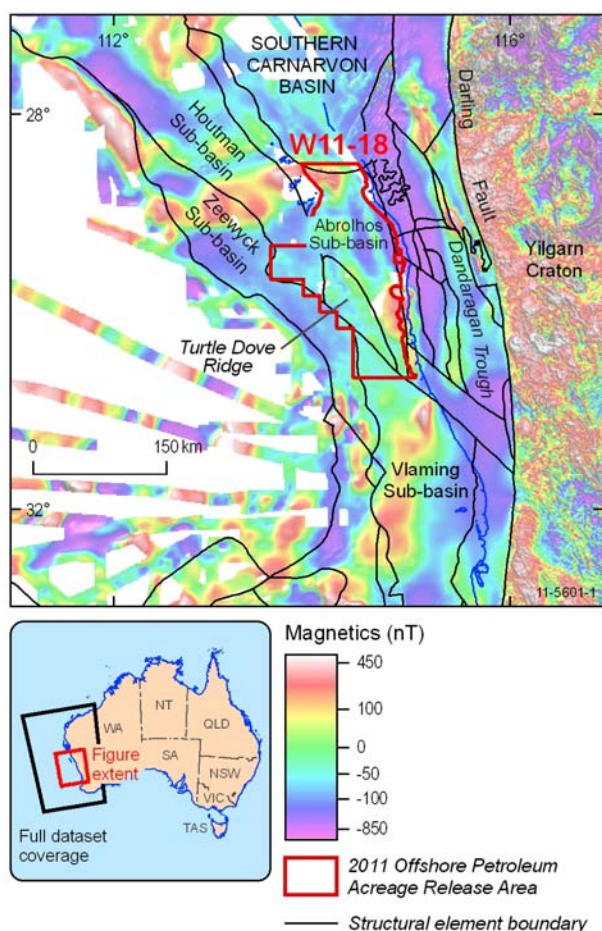 112°
116°
SOUTHERN
CARNARVON
BASIN
28°
Houtman
Sub-basin
W11-18
Darling
Fault
Zeewyck
Sub-basin
Abrolhos
Sub-basin
Yilgarn
Craton
Dandaragan Trough
Turtle Dove
Ridge
0
150 km
Vlaming
Sub-basin
32°
11-5601-1
WA
NT
QLD
SA
NSW
VIC
TAS
Figure
extent
Full dataset
coverage
Magnetics (nT)
450
100
0
-50
-100
-850
2011 Offshore Petroleum
Acreage Release Area
Structural element boundary